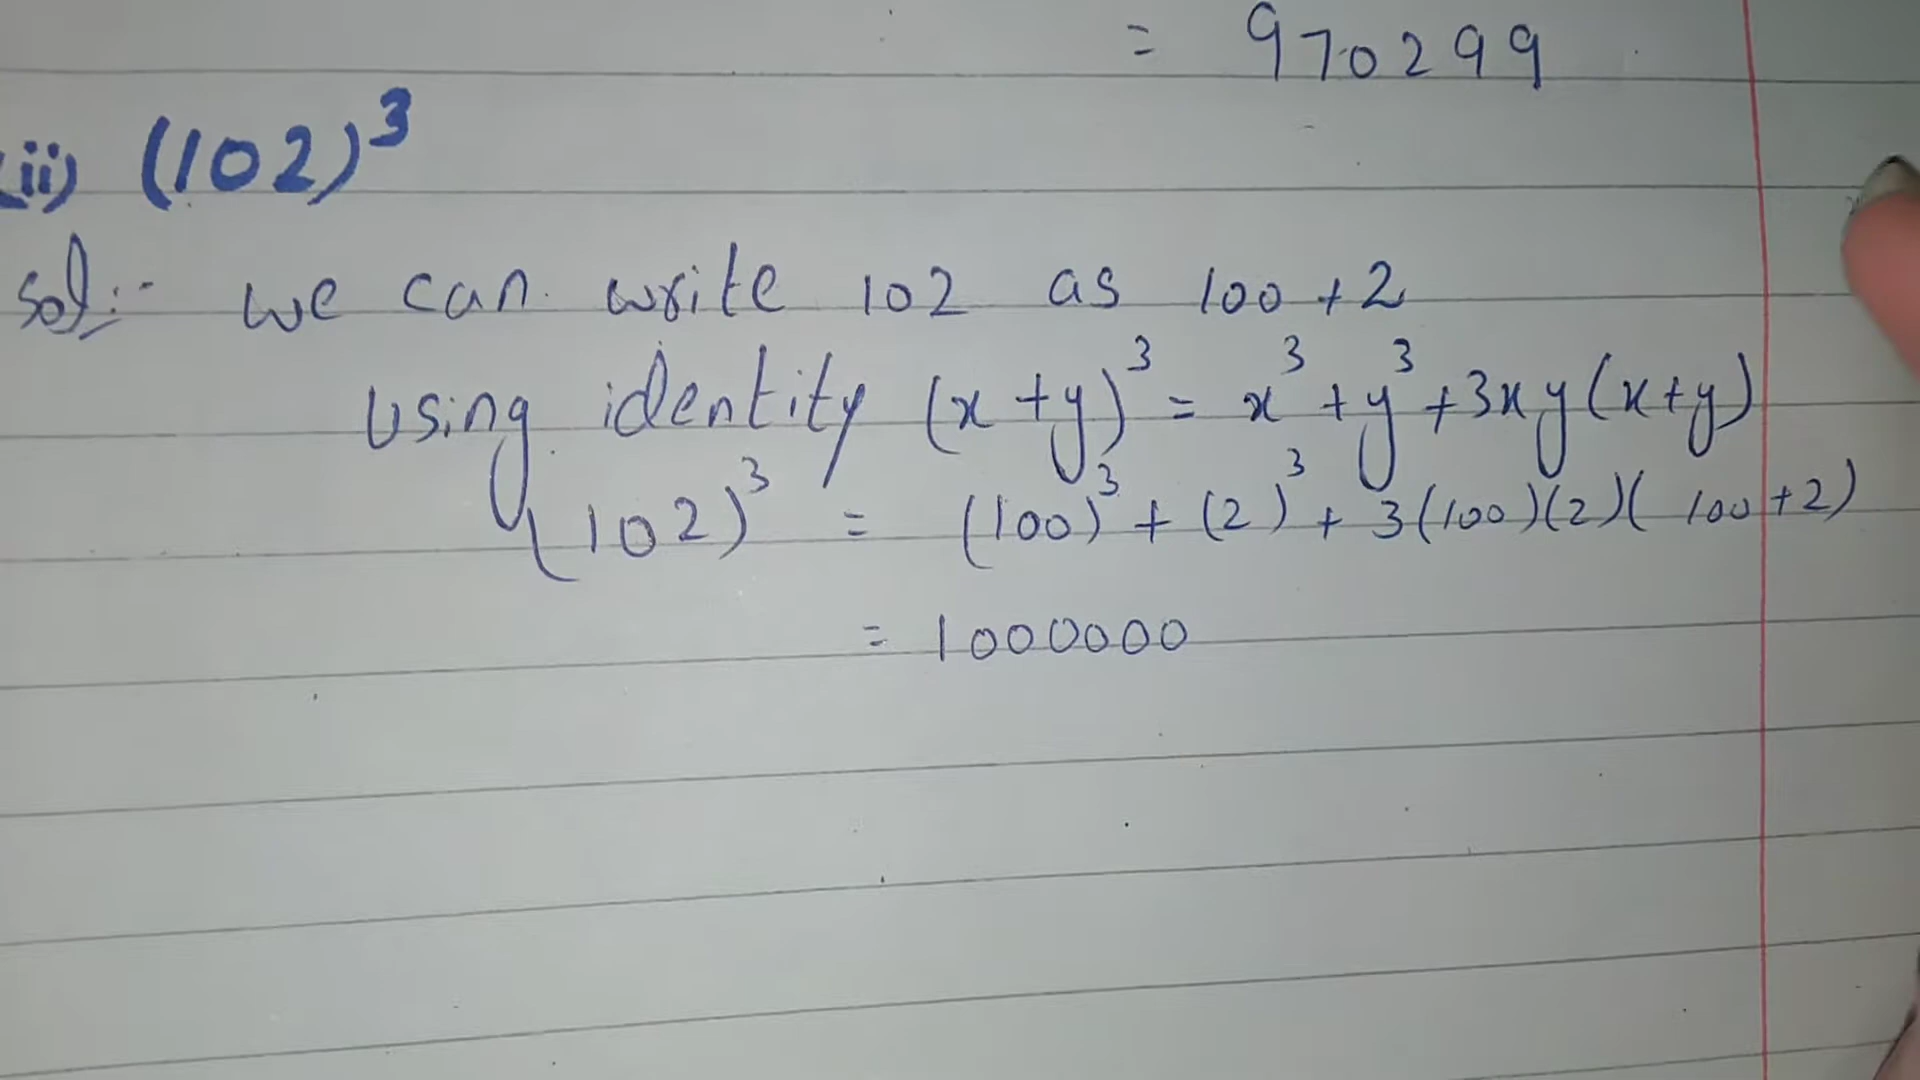 = 970299
(ii) (102)³
Sol:- we can write 102 as 100 + 2
Using identity (x + y)³ = x³ + y³ + 3xy(x+y)
(102)³ = (100)³ + (2)³ + 3(100)(2)(100+2)
= 1000000